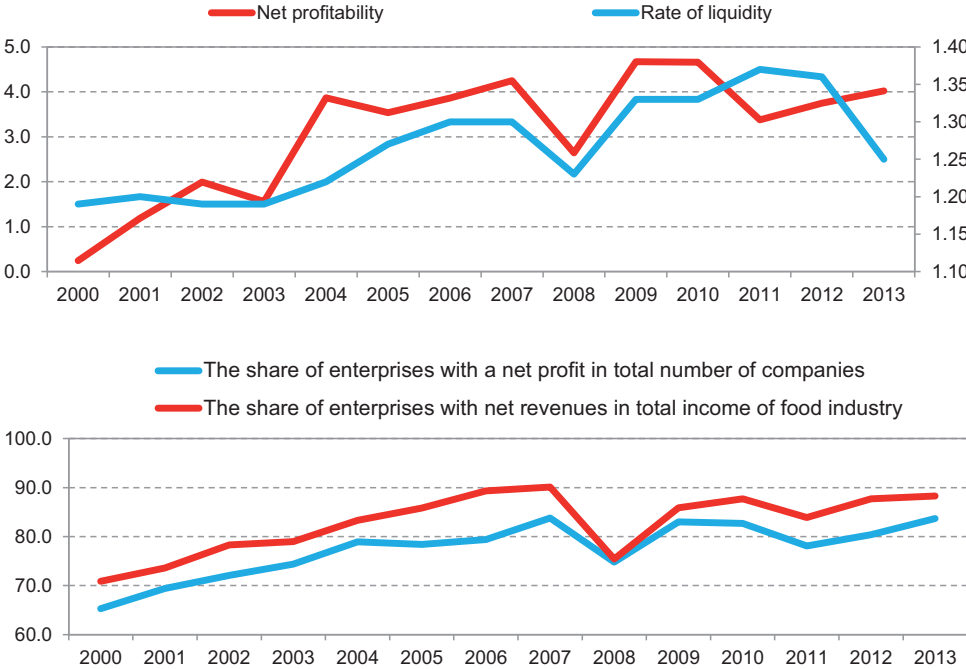 Net profitability Rate of liquidity
5.0 1.40
4.0 1.35
3.0 1.30
2.0 1.25
1.0 1.20
0.0 1.15
1.10
2000 2001 2002 2003 2004 2005 2006 2007 2008 2009 2010 2011 2012 2013
The share of enterprises with a net profit in total number of companies
The share of enterprises with net revenues in total income of food industry
100.0
90.0
80.0
70.0
60.0
2000 2001 2002 2003 2004 2005 2006 2007 2008 2009 2010 2011 2012 2013